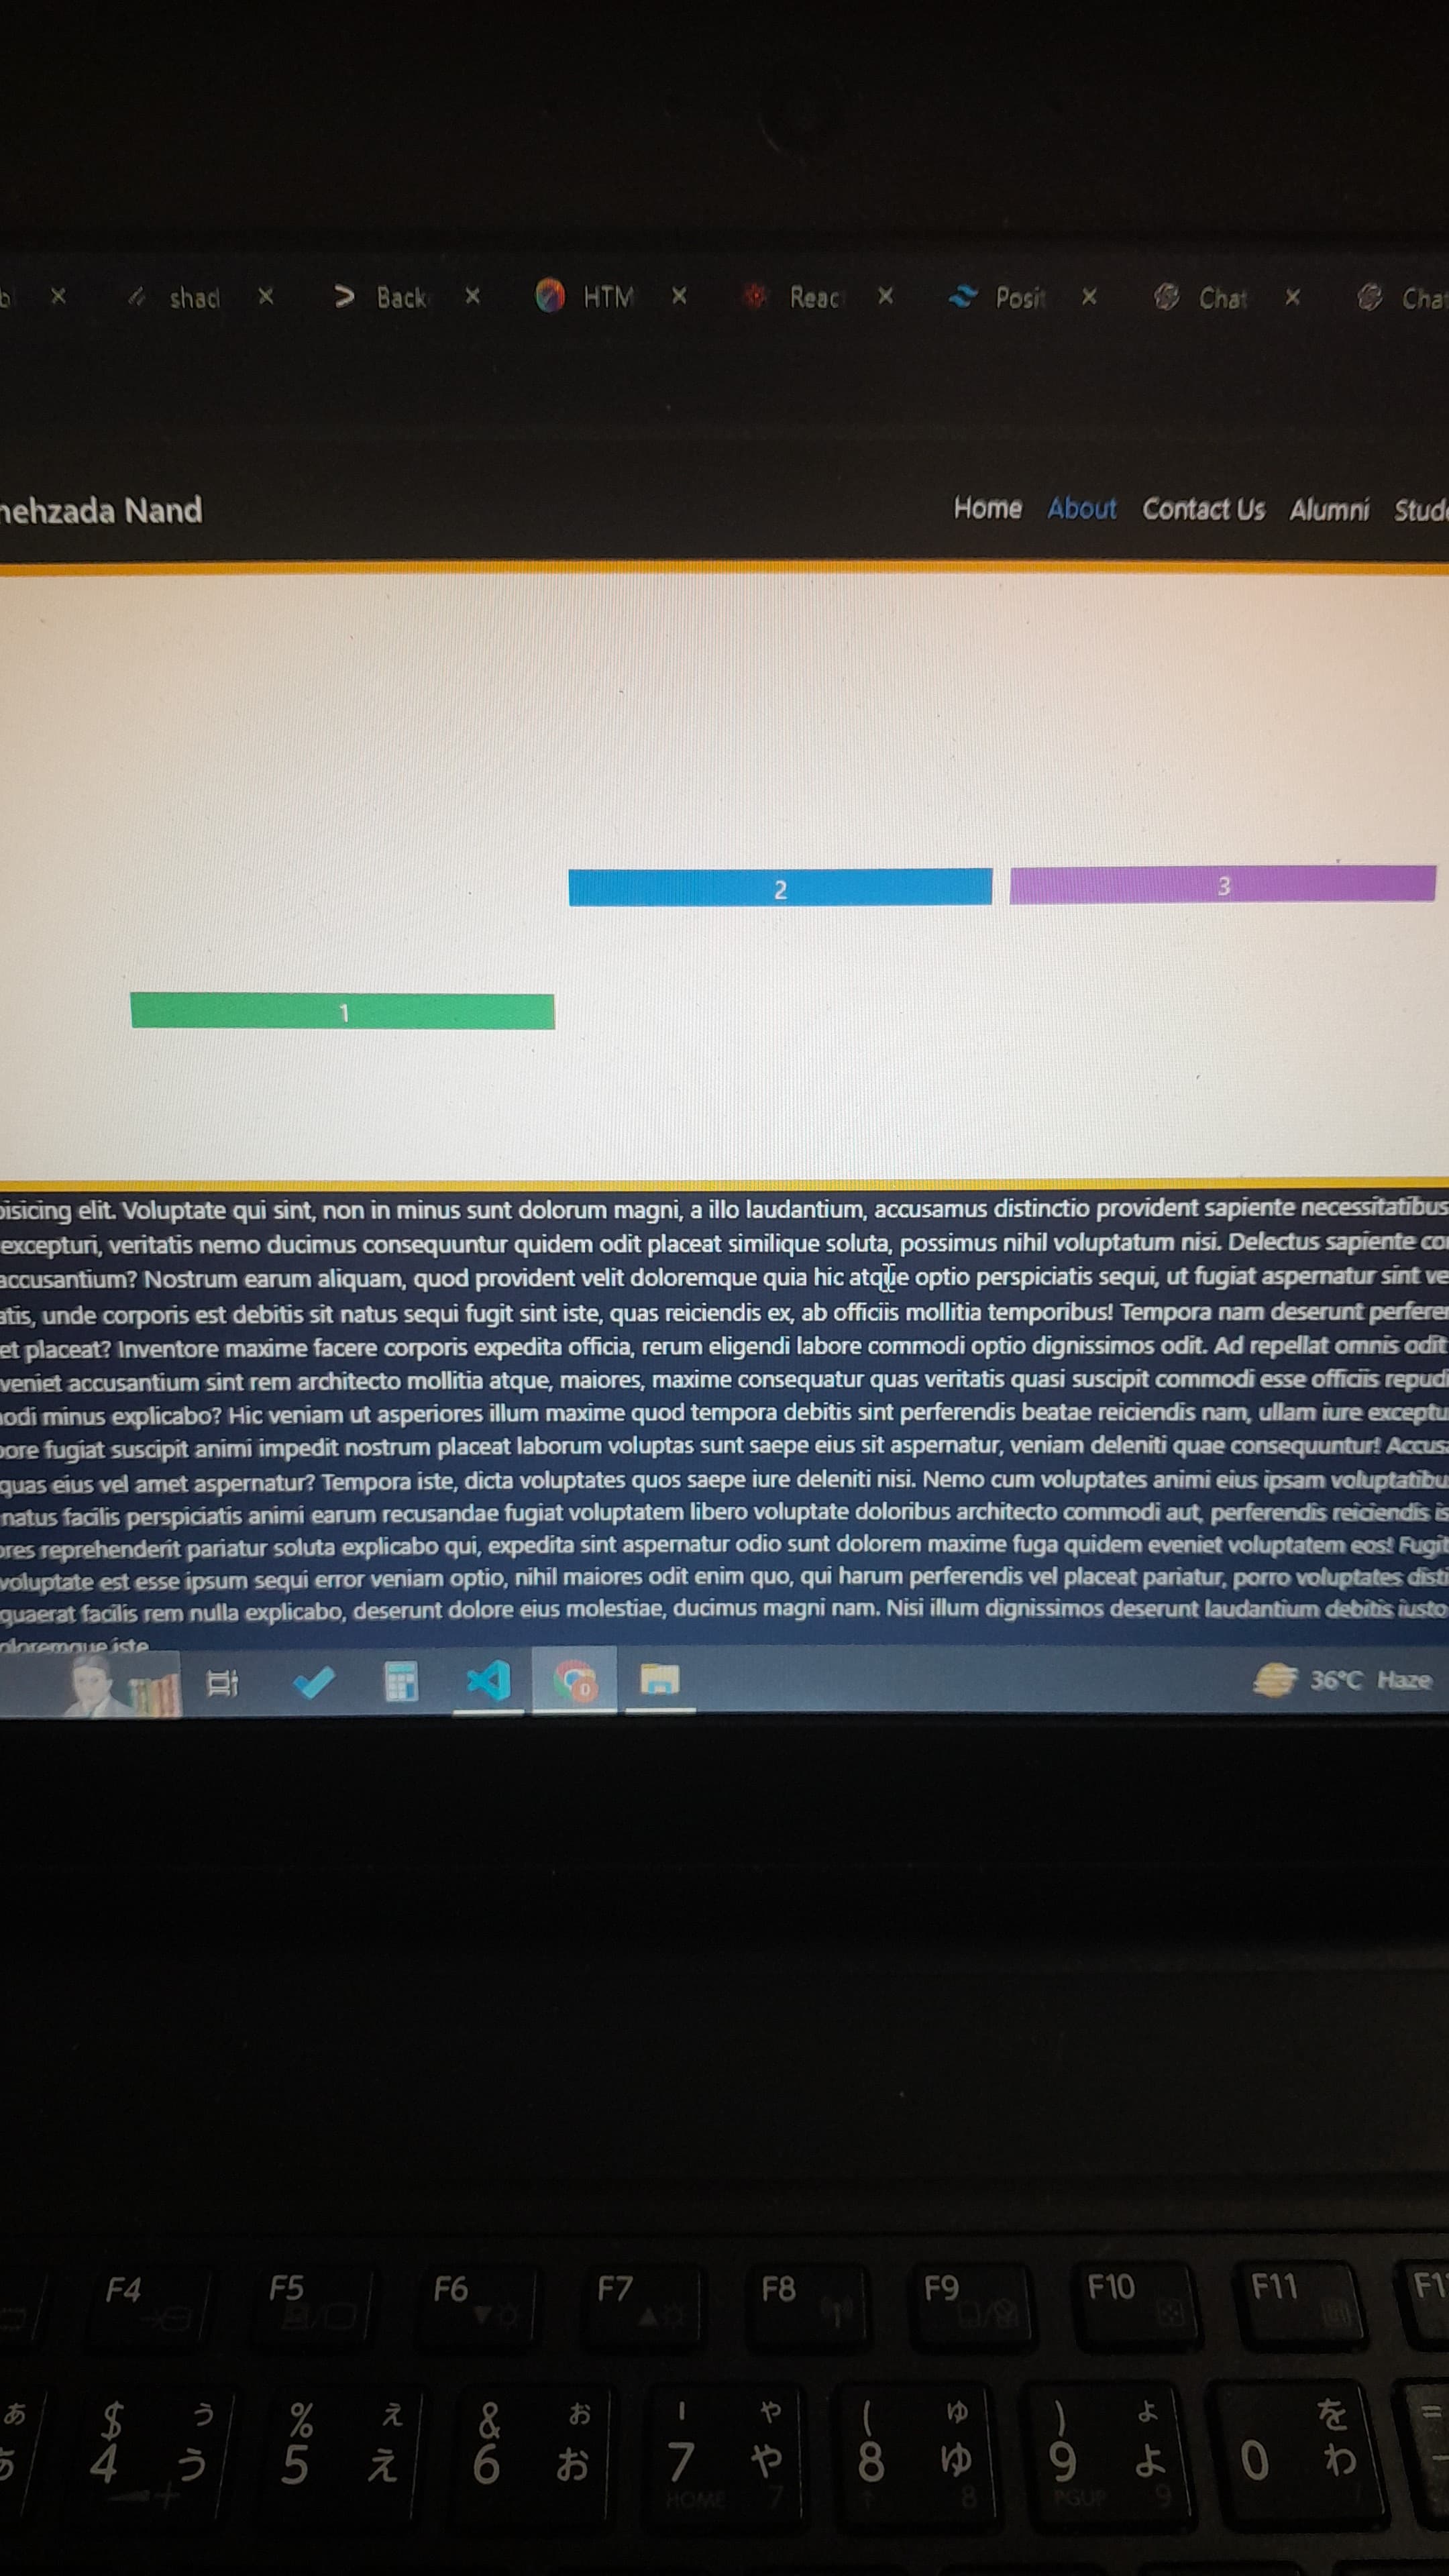 shad Back HTM Reac Posit Chat Cha
nehzada Nand Home About Contact Us Alumni Stud
2 3
1
isicing elit. Voluptate qui sint, non in minus sunt dolorum magni, a illo laudantium, accusamus distinctio provident sapiente necessitatibus
excepturi, veritatis nemo ducimus consequuntur quidem odit placeat similique soluta, possimus nihil voluptatum nisi. Delectus sapiente co
accusantium? Nostrum earum aliquam, quod provident velit doloremque quia hic atque optio perspiciatis sequi, ut fugiat aspernatur sint ve
atis, unde corporis est debitis sit natus sequi fugit sint iste, quas reiciendis ex, ab officiis mollitia temporibus! Tempora nam deserunt perfere
et placeat? Inventore maxime facere corporis expedita officia, rerum eligendi labore commodi optio dignissimos odit. Ad repellat omnis odit
veniet accusantium sint rem architecto mollitia atque, maiores, maxime consequatur quas veritatis quasi suscipit commodi esse officiis repudi
odi minus explicabo? Hic veniam ut asperiores illum maxime quod tempora debitis sint perferendis beatae reiciendis nam, ullam iure exceptu
ore fugiat suscipit animi impedit nostrum placeat laborum voluptas sunt saepe eius sit aspernatur, veniam deleniti quae consequuntur! Accus
quas eius vel amet aspernatur? Tempora iste, dicta voluptates quos saepe iure deleniti nisi. Nemo cum voluptates animi eius ipsam voluptatibu
natus facilis perspiciatis animi earum recusandae fugiat voluptatem libero voluptate doloribus architecto commodi aut, perferendis reiciendis is
ores reprehenderit pariatur soluta explicabo qui, expedita sint aspernatur odio sunt dolorem maxime fuga quidem eveniet voluptatem eos! Fugit
voluptate est esse ipsum sequi error veniam optio, nihil maiores odit enim quo, qui harum perferendis vel placeat pariatur, porro voluptates disti
quaerat facilis rem nulla explicabo, deserunt dolore eius molestiae, ducimus magni nam. Nisi illum dignissimos deserunt laudantium debitis iusto
oloremque iste
36°C Haze
F4 F5 F6 F7 F8 F9 F10 F11 F1
あ $ う % え & お ' や ( ゆ ) よ を =
4 う 5 え 6 お 7 や 8 ゆ 9 よ 0 わ
HOME 7 8 PGUP 9